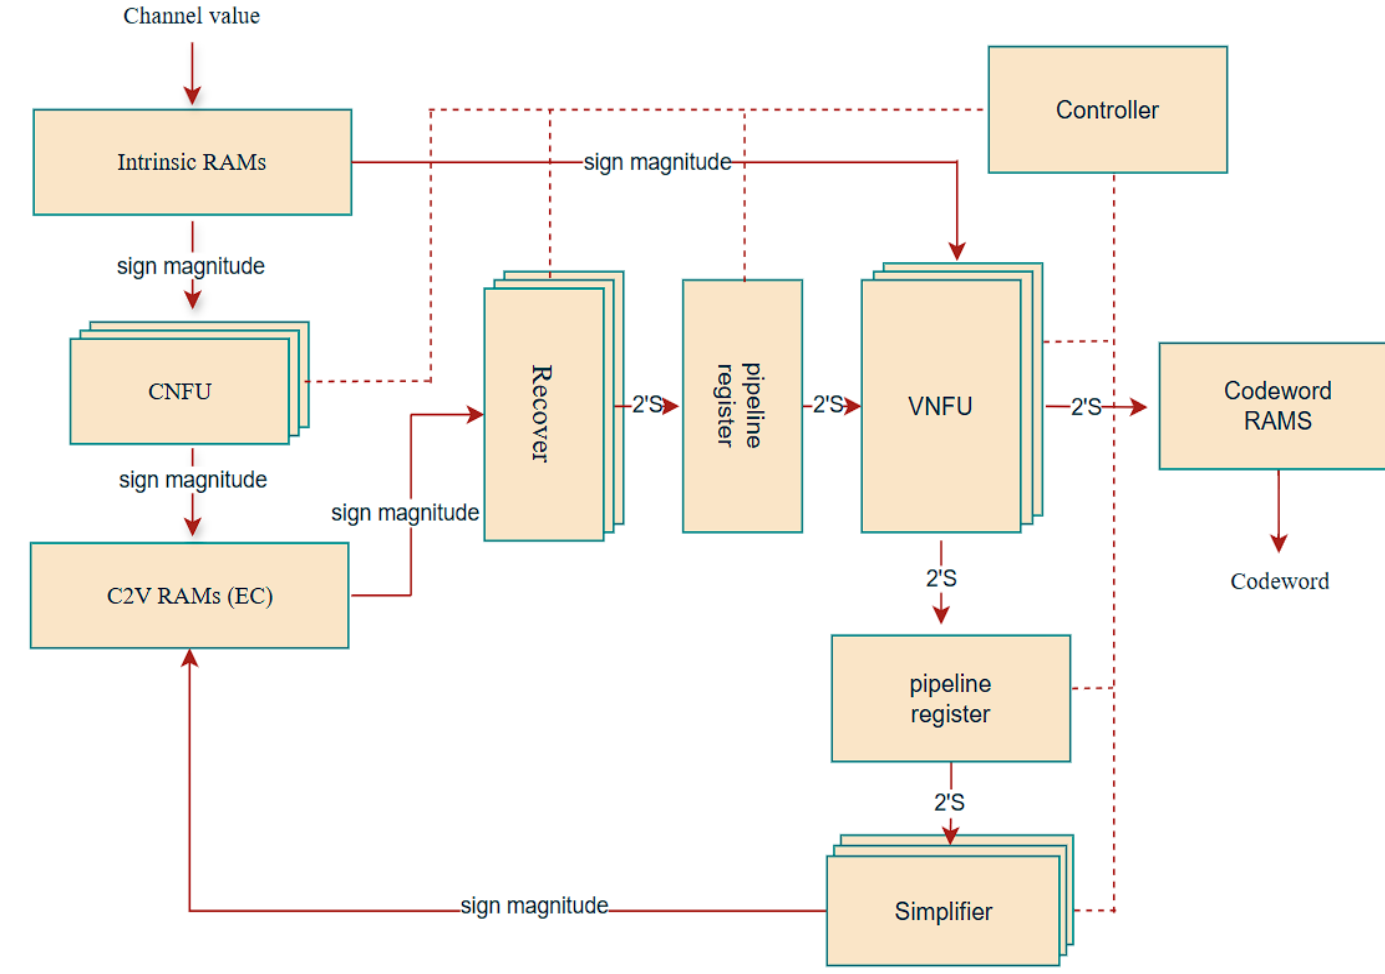 Channel value
Controller
Intrinsic RAMs
sign magnitude
sign magnitude
CNFU
Recover
2'S
pipeline
register
2'S
VNFU
2'S
Codeword
RAMS
sign magnitude
sign magnitude
C2V RAMs (EC)
2'S
Codeword
pipeline
register
2'S
sign magnitude
Simplifier